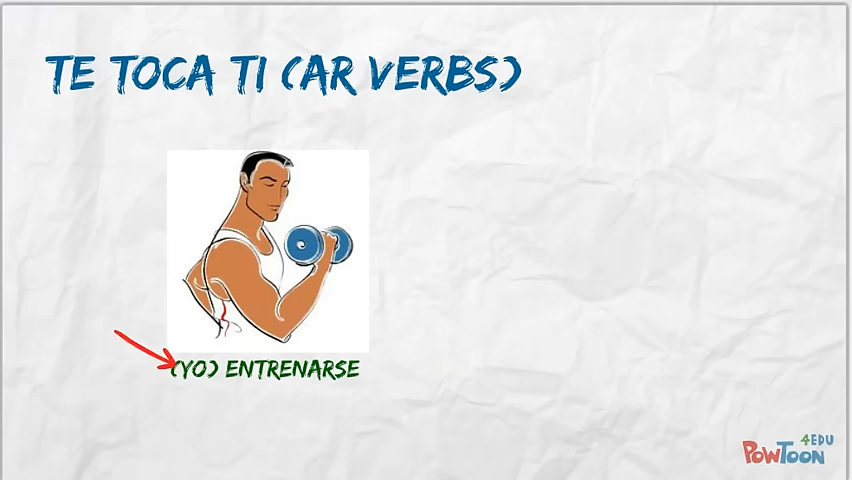 TE TOCA TI (AR VERBS)
(YO) ENTRENARSE
4EDU
POWTOON